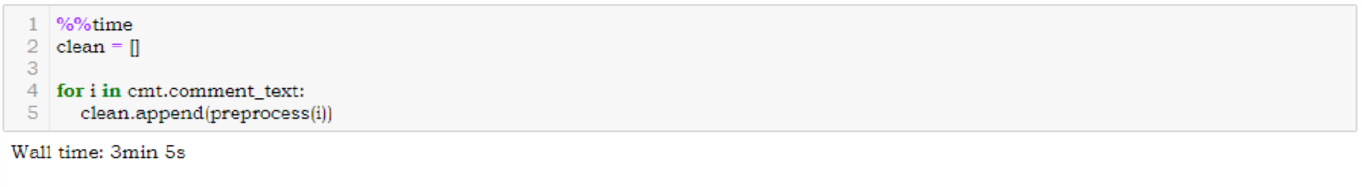 1 %%time
2 clean = []
3
4 for i in cmt.comment_text:
5     clean.append(preprocess(i))
Wall time: 3min 5s